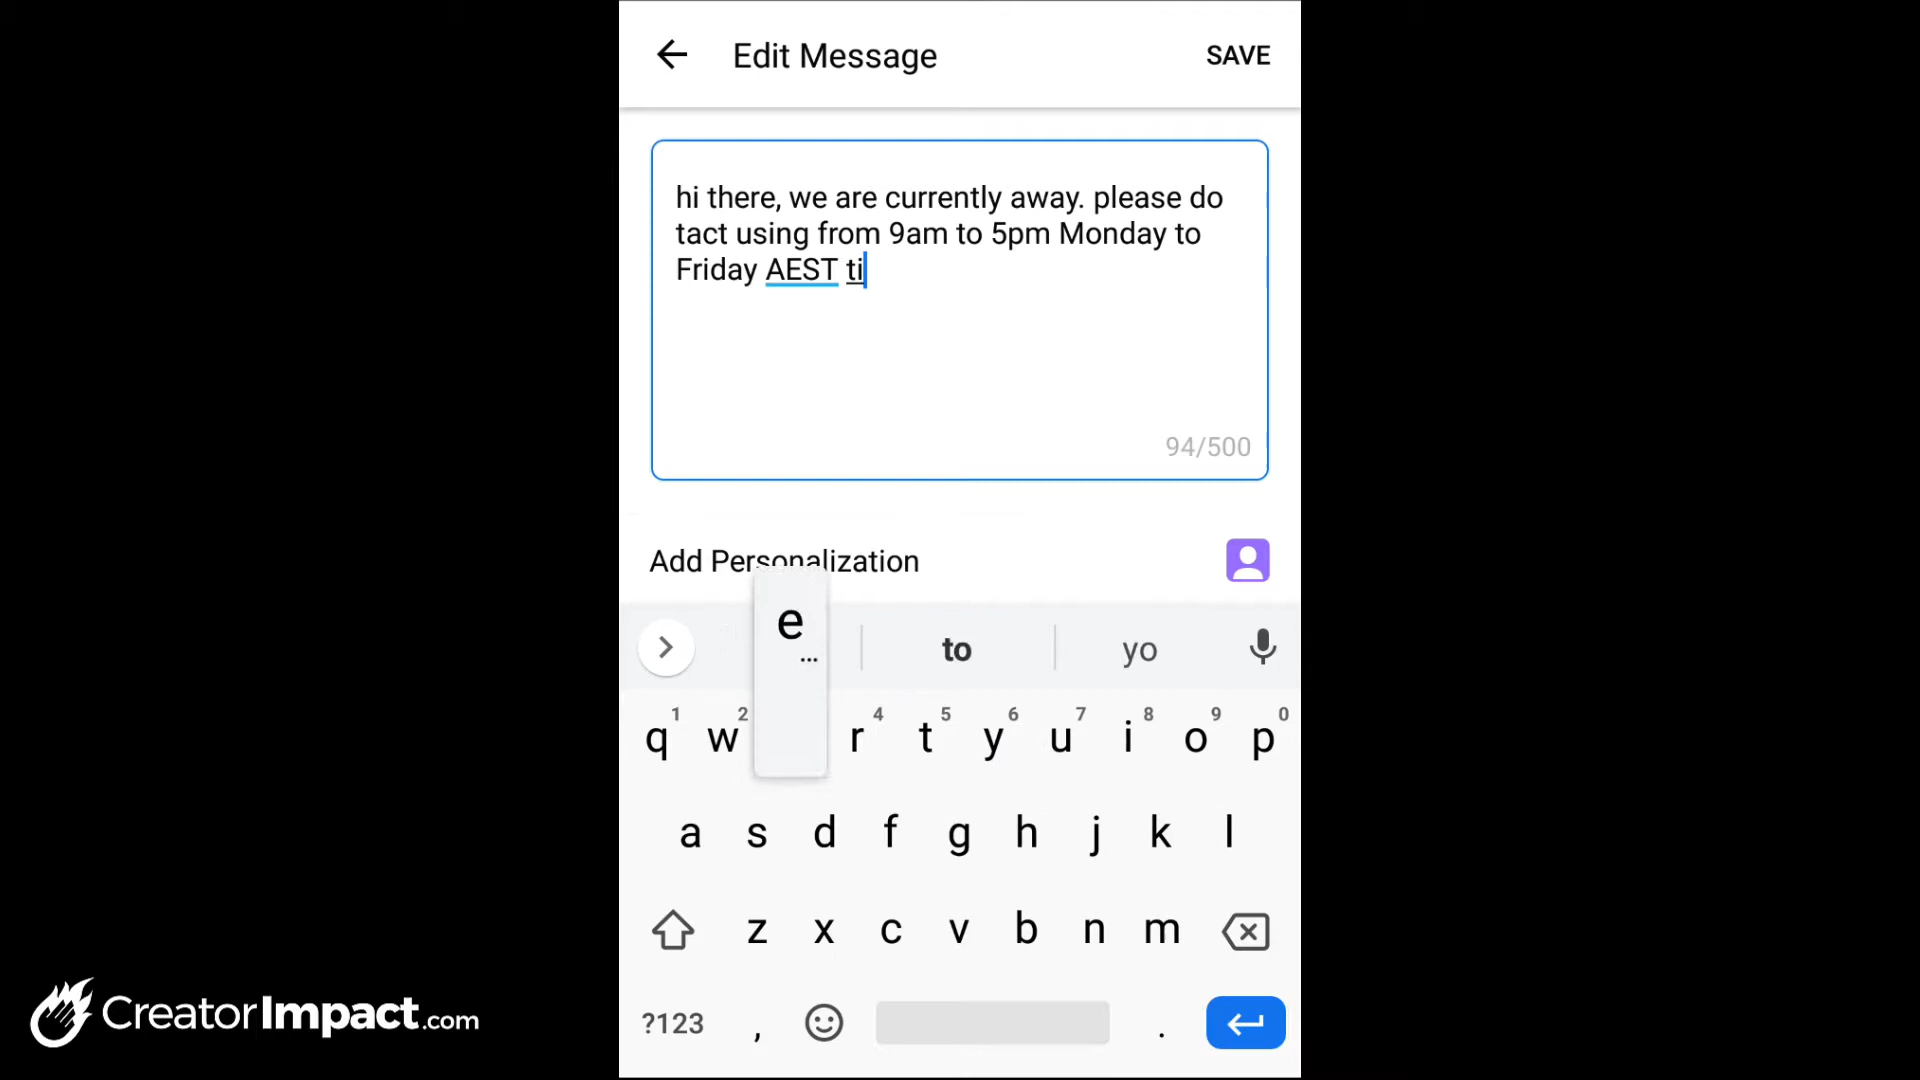 Edit Message
SAVE
hi there, we are currently away. please do
tact using from 9am to 5pm Monday to
Friday AEST ti
94/500
Add Personalization
e
...
to
yo
1 2 4 5 6 7 8 9 0
q w r t y u i o p
a s d f g h j k l
z x c v b n m
?123 , .
CreatorImpact.com